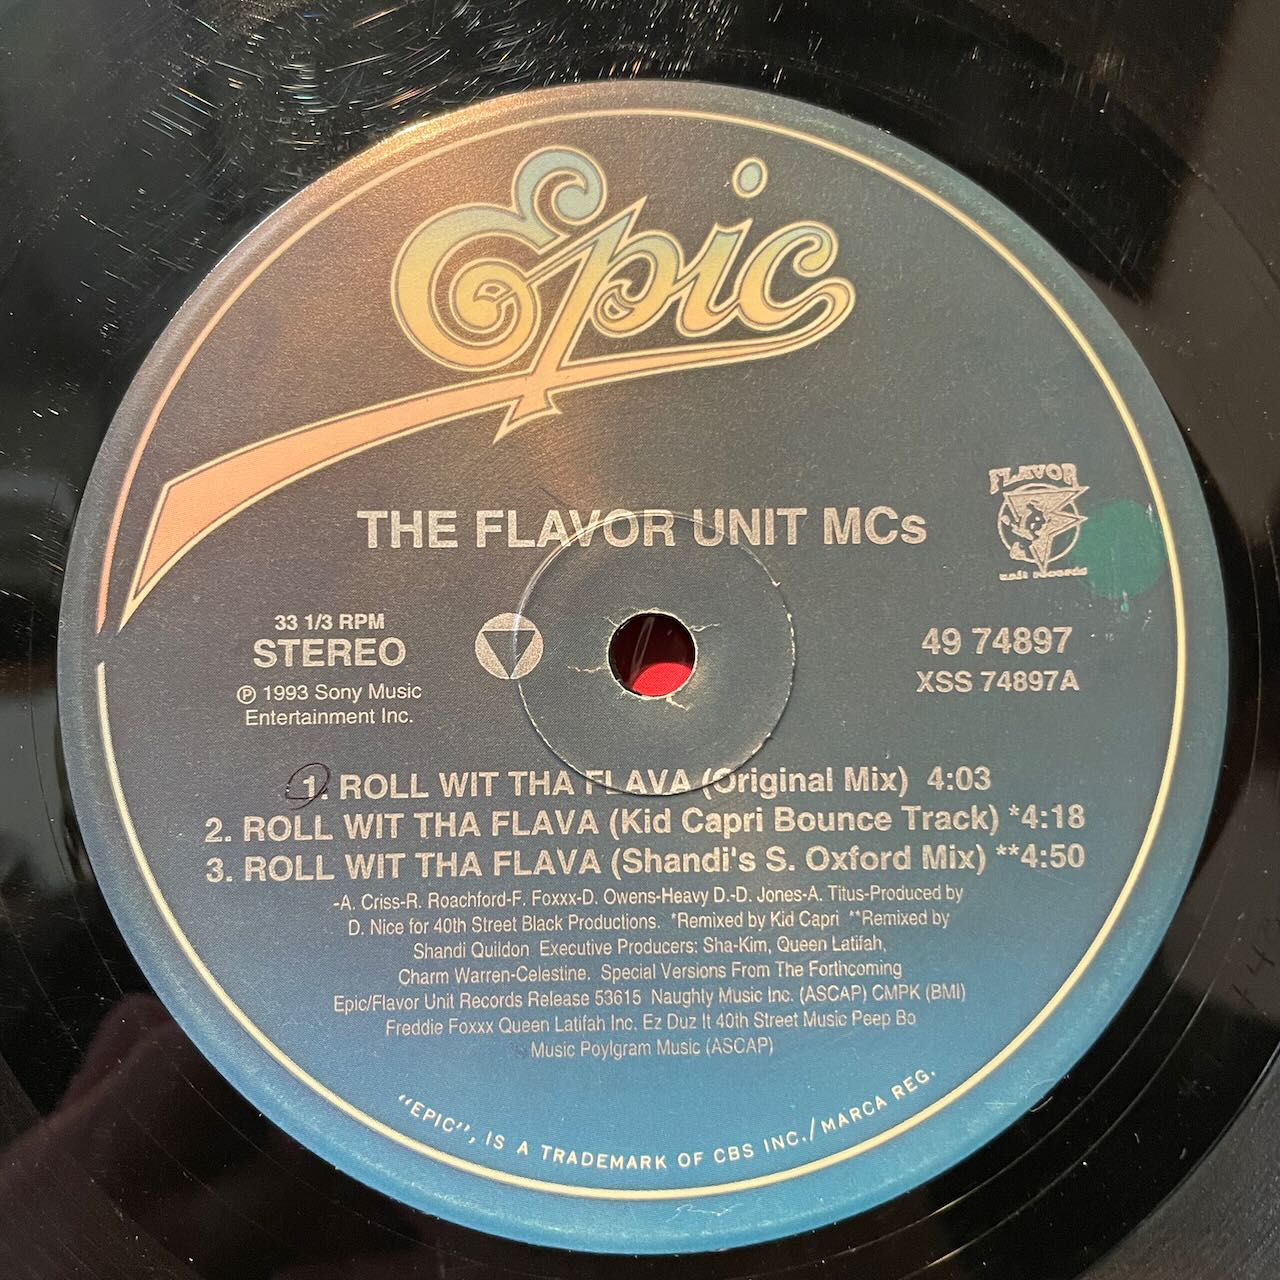 Epic
FLAVOR
unit records
THE FLAVOR UNIT MCs
33 1/3 RPM
STEREO
℗ 1993 Sony Music
Entertainment Inc.
49 74897
XSS 74897A
1. ROLL WIT THA FLAVA (Original Mix) 4:03
2. ROLL WIT THA FLAVA (Kid Capri Bounce Track) *4:18
3. ROLL WIT THA FLAVA (Shandi's S. Oxford Mix) **4:50
-A. Criss-R. Roachford-F. Foxxx-D. Owens-Heavy D.-D. Jones-A. Titus-Produced by
D. Nice for 40th Street Black Productions. *Remixed by Kid Capri **Remixed by
Shandi Quildon Executive Producers: Sha-Kim, Queen Latifah,
Charm Warren-Celestine. Special Versions From The Forthcoming
Epic/Flavor Unit Records Release 53615 Naughty Music Inc. (ASCAP) CMPK (BMI)
Freddie Foxxx Queen Latifah Inc. Ez Duz It 40th Street Music Peep Bo
Music Poylgram Music (ASCAP)
"EPIC", IS A TRADEMARK OF CBS INC./MARCA REG.